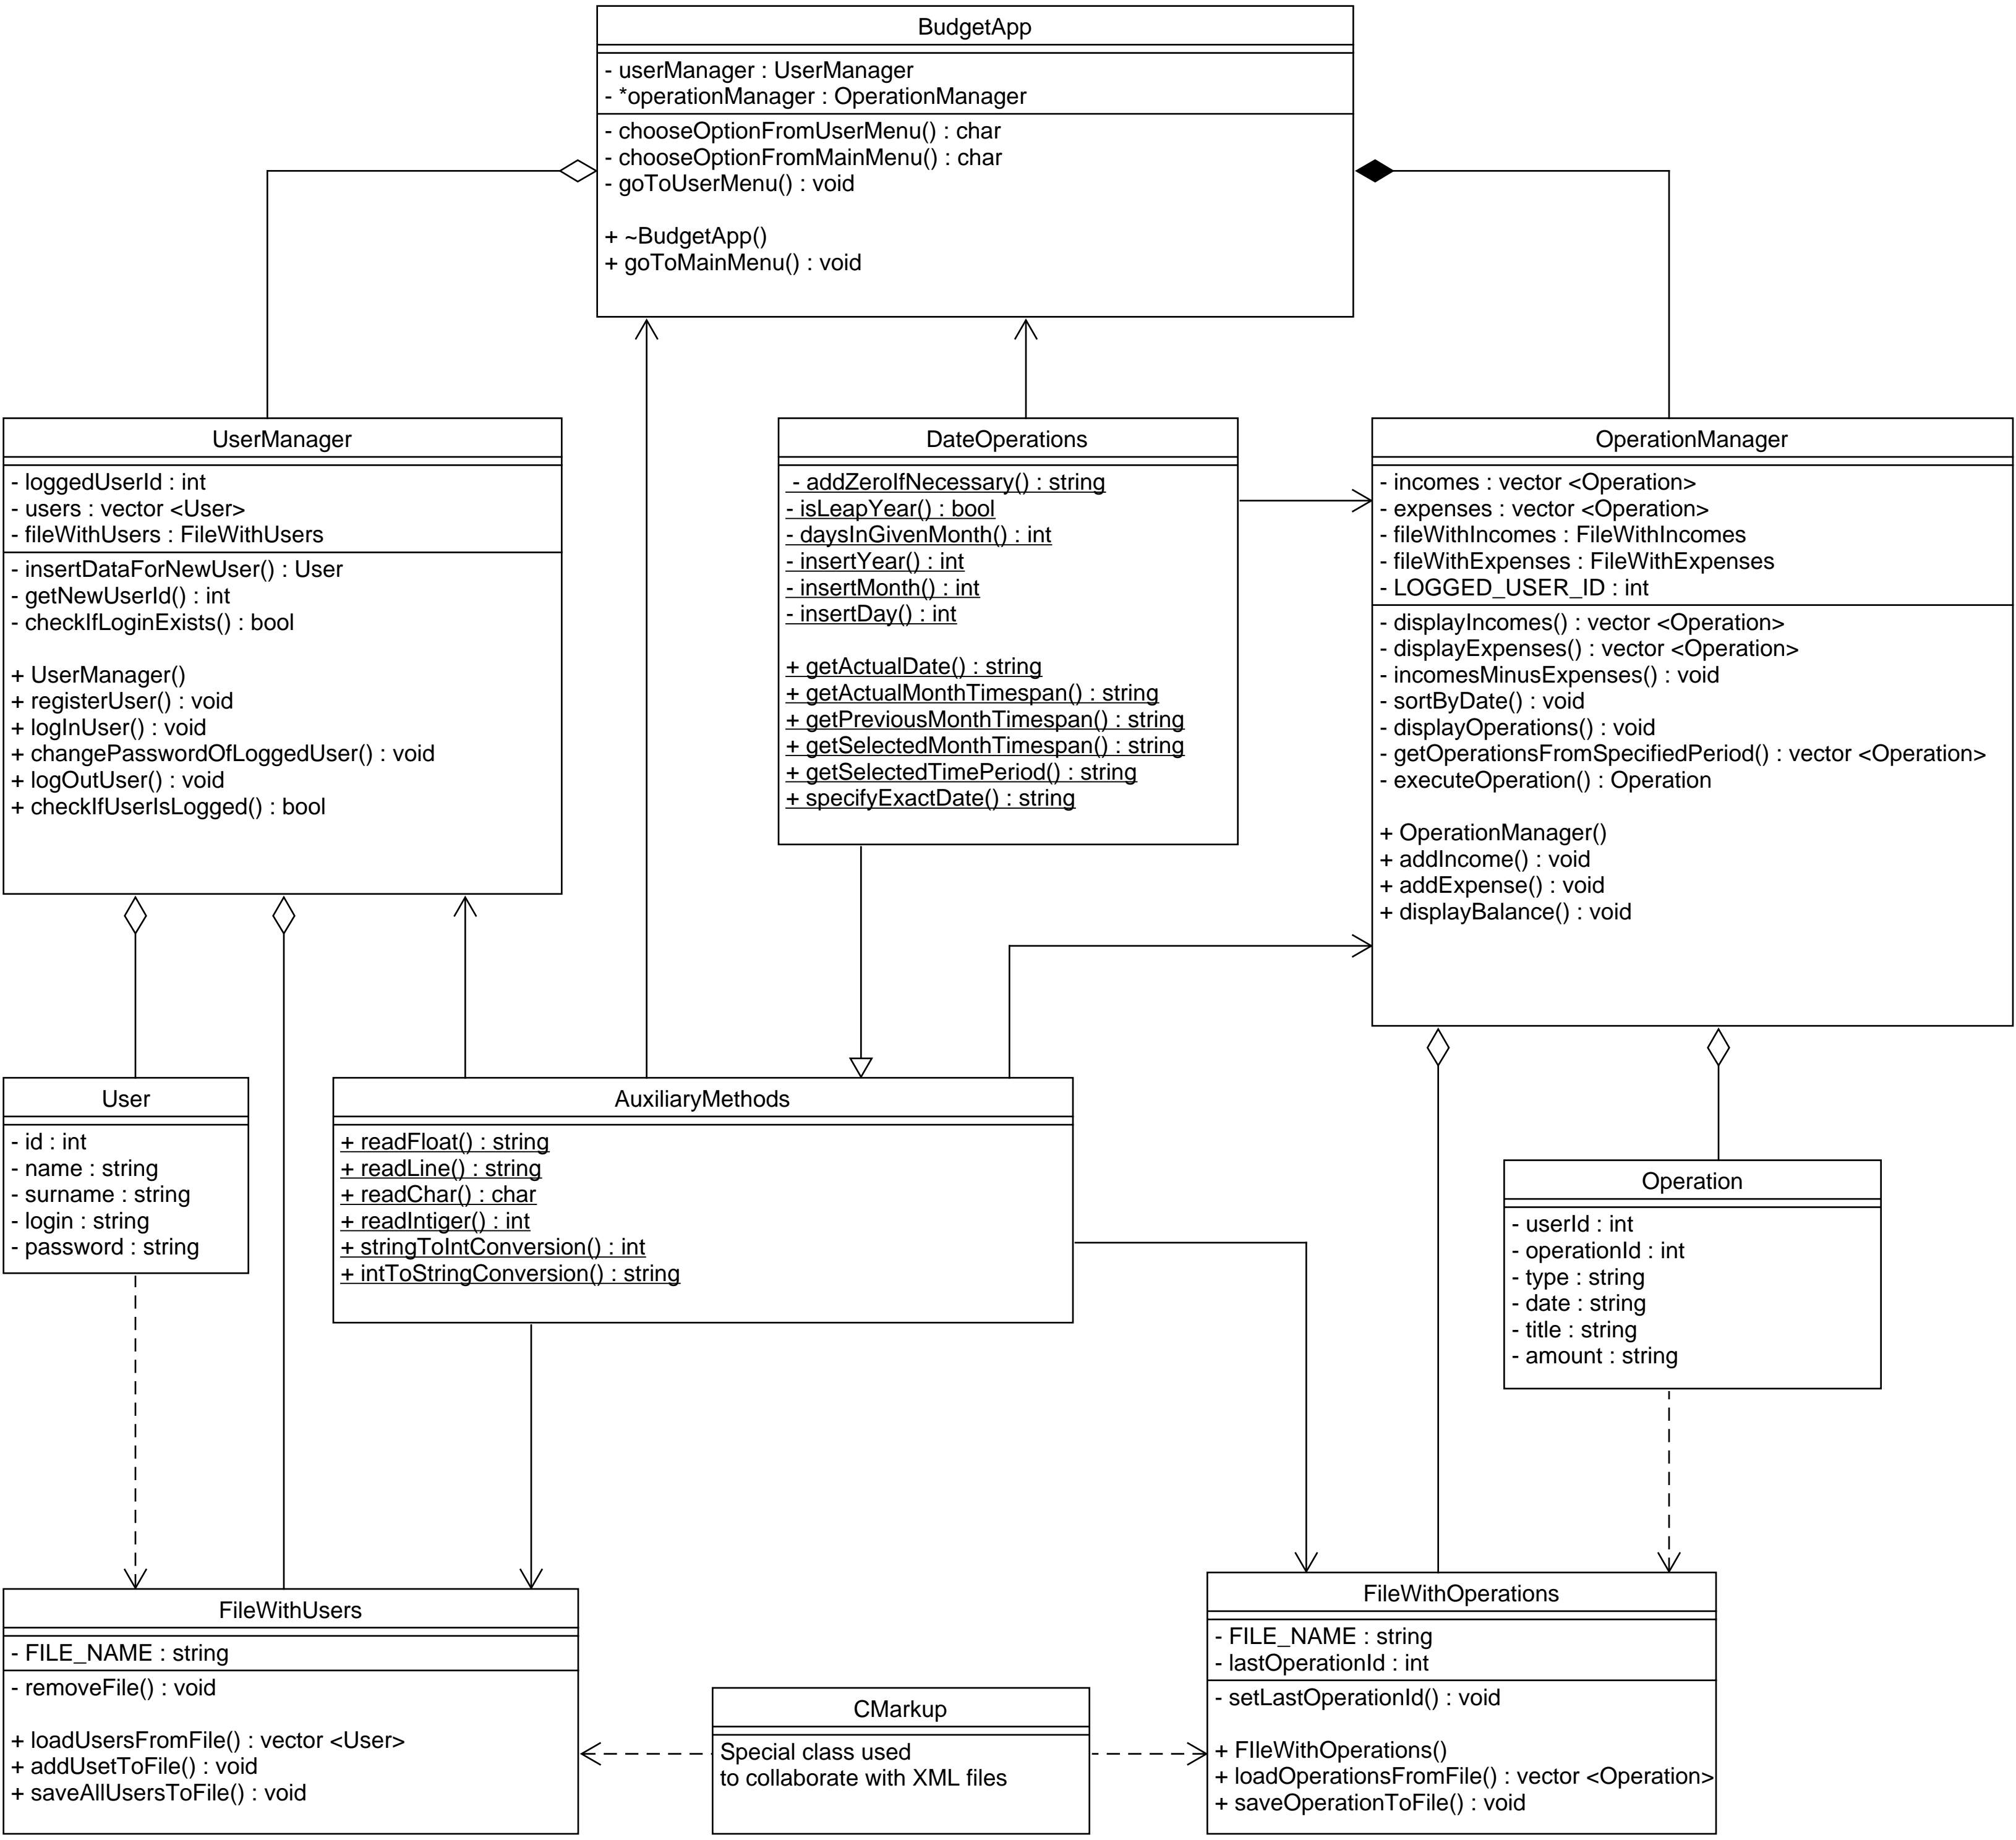 BudgetApp
- userManager : UserManager
- *operationManager : OperationManager
- chooseOptionFromUserMenu() : char
- chooseOptionFromMainMenu() : char
- goToUserMenu() : void
+ ~BudgetApp()
+ goToMainMenu() : void
UserManager
- loggedUserId : int
- users : vector <User>
- fileWithUsers : FileWithUsers
- insertDataForNewUser() : User
- getNewUserId() : int
- checkIfLoginExists() : bool
+ UserManager()
+ registerUser() : void
+ logInUser() : void
+ changePasswordOfLoggedUser() : void
+ logOutUser() : void
+ checkIfUserIsLogged() : bool
DateOperations
- addZeroIfNecessary() : string
- isLeapYear() : bool
- daysInGivenMonth() : int
- insertYear() : int
- insertMonth() : int
- insertDay() : int
+ getActualDate() : string
+ getActualMonthTimespan() : string
+ getPreviousMonthTimespan() : string
+ getSelectedMonthTimespan() : string
+ getSelectedTimePeriod() : string
+ specifyExactDate() : string
OperationManager
- incomes : vector <Operation>
- expenses : vector <Operation>
- fileWithIncomes : FileWithIncomes
- fileWithExpenses : FileWithExpenses
- LOGGED_USER_ID : int
- displayIncomes() : vector <Operation>
- displayExpenses() : vector <Operation>
- incomesMinusExpenses() : void
- sortByDate() : void
- displayOperations() : void
- getOperationsFromSpecifiedPeriod() : vector <Operation>
- executeOperation() : Operation
+ OperationManager()
+ addIncome() : void
+ addExpense() : void
+ displayBalance() : void
User
- id : int
- name : string
- surname : string
- login : string
- password : string
AuxiliaryMethods
+ readFloat() : string
+ readLine() : string
+ readChar() : char
+ readIntiger() : int
+ stringToIntConversion() : int
+ intToStringConversion() : string
Operation
- userId : int
- operationId : int
- type : string
- date : string
- title : string
- amount : string
FileWithUsers
- FILE_NAME : string
- removeFile() : void
+ loadUsersFromFile() : vector <User>
+ addUsetToFile() : void
+ saveAllUsersToFile() : void
CMarkup
Special class used
to collaborate with XML files
FileWithOperations
- FILE_NAME : string
- lastOperationId : int
- setLastOperationId() : void
+ FIleWithOperations()
+ loadOperationsFromFile() : vector <Operation>
+ saveOperationToFile() : void